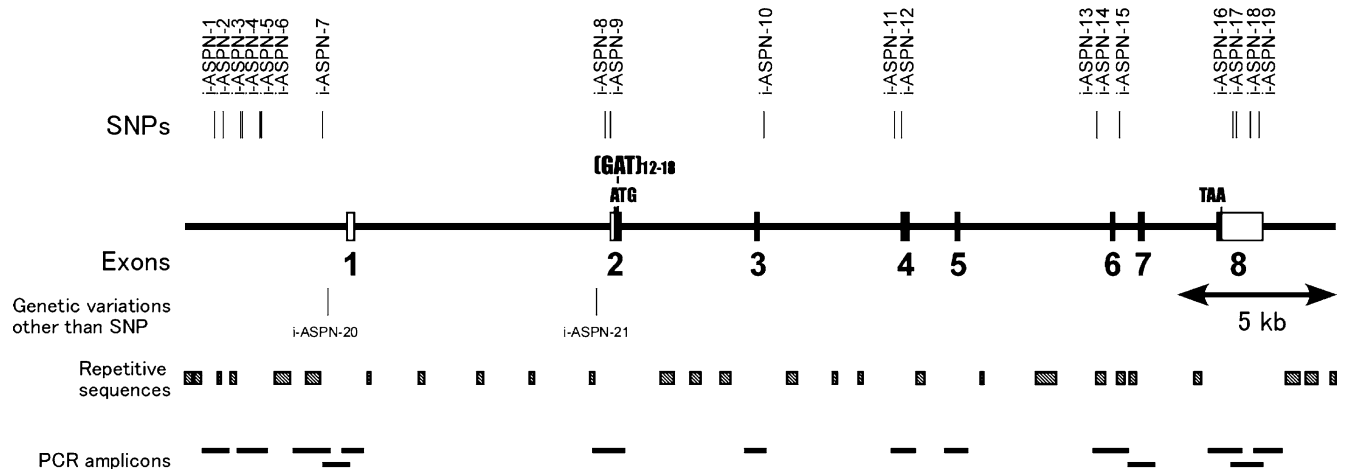 i-ASPN-1
i-ASPN-2
i-ASPN-3
i-ASPN-4
i-ASPN-5
i-ASPN-6
i-ASPN-7
i-ASPN-8
i-ASPN-9
i-ASPN-10
i-ASPN-11
i-ASPN-12
i-ASPN-13
i-ASPN-14
i-ASPN-15
i-ASPN-16
i-ASPN-17
i-ASPN-18
i-ASPN-19
SNPs
(GAT)12-18
ATG
TAA
Exons
1 2 3 4 5 6 7 8
Genetic variations
other than SNP
i-ASPN-20
i-ASPN-21
5 kb
Repetitive
sequences
PCR amplicons